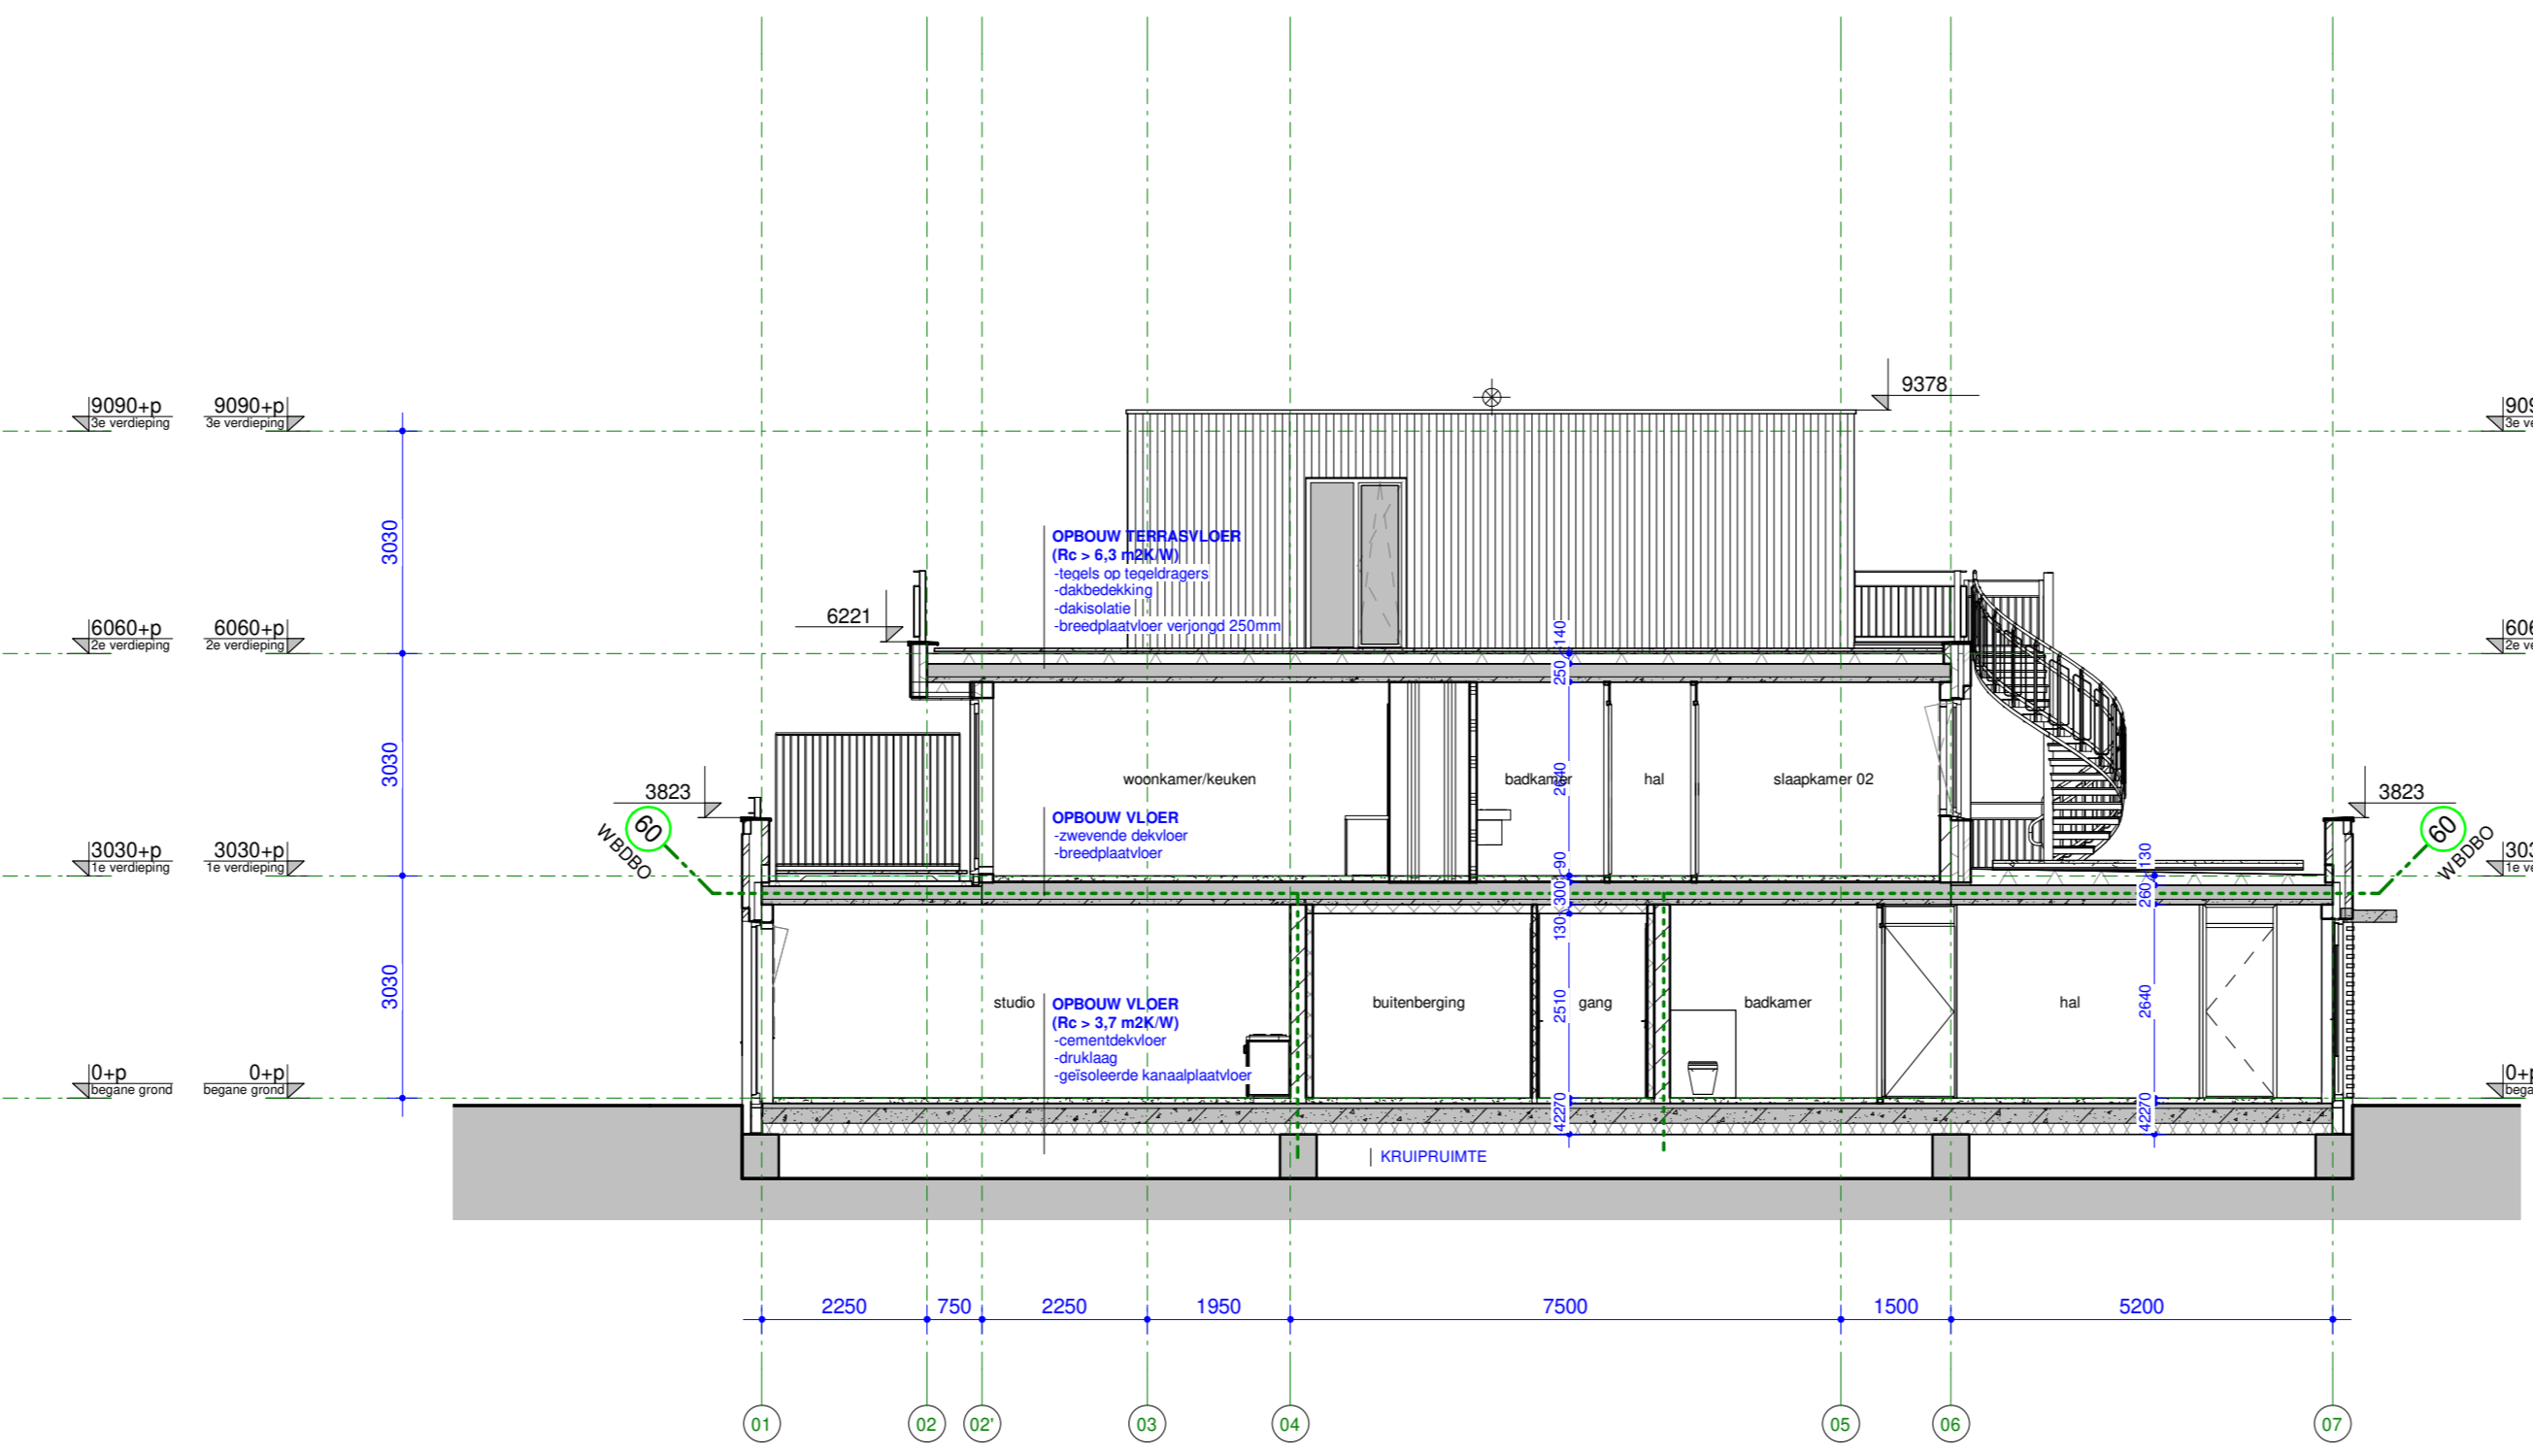 9378
9090+p
3e verdieping
9090+p
3e verdieping
3030
OPBOUW TERRASVLOER
(Rc > 6,3 m2K/W)
-tegels op tegeldragers
-dakbedekking
-dakisolatie
-breedplaatvloer verjongd 250mm
6221
6060+p
2e verdieping
6060+p
2e verdieping
140
250
3030
woonkamer/keuken
badkamer
hal
slaapkamer 02
2640
3823
3823
60
WBDBO
60
WBDBO
OPBOUW VLOER
-zwevende dekvloer
-breedplaatvloer
3030+p
1e verdieping
3030+p
1e verdieping
90
300
130
130
260
3030
studio
OPBOUW VLOER
(Rc > 3,7 m2K/W)
-cementdekvloer
-druklaag
-geïsoleerde kanaalplaatvloer
buitenberging
gang
badkamer
hal
2510
2640
0+p
begane grond
0+p
begane grond
42270
42270
KRUIPRUIMTE
2250
750
2250
1950
7500
1500
5200
01
02
02'
03
04
05
06
07